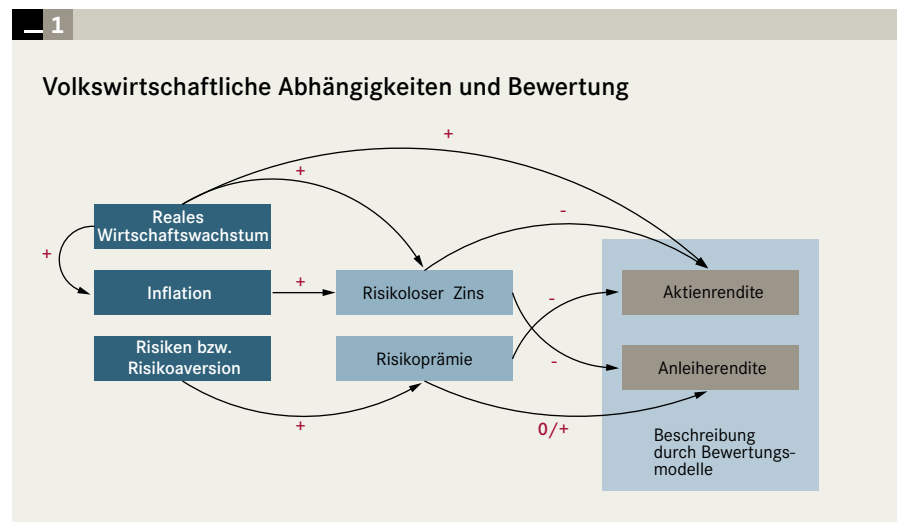 1
Volkswirtschaftliche Abhängigkeiten und Bewertung
+
+
-
Reales
Wirtschaftswachstum
+
Inflation
+
Risikoloser Zins
-
Aktienrendite
Risiken bzw.
Risikoaversion
Risikoprämie
-
Anleiherendite
+
0/+
Beschreibung
durch Bewertungs-
modelle